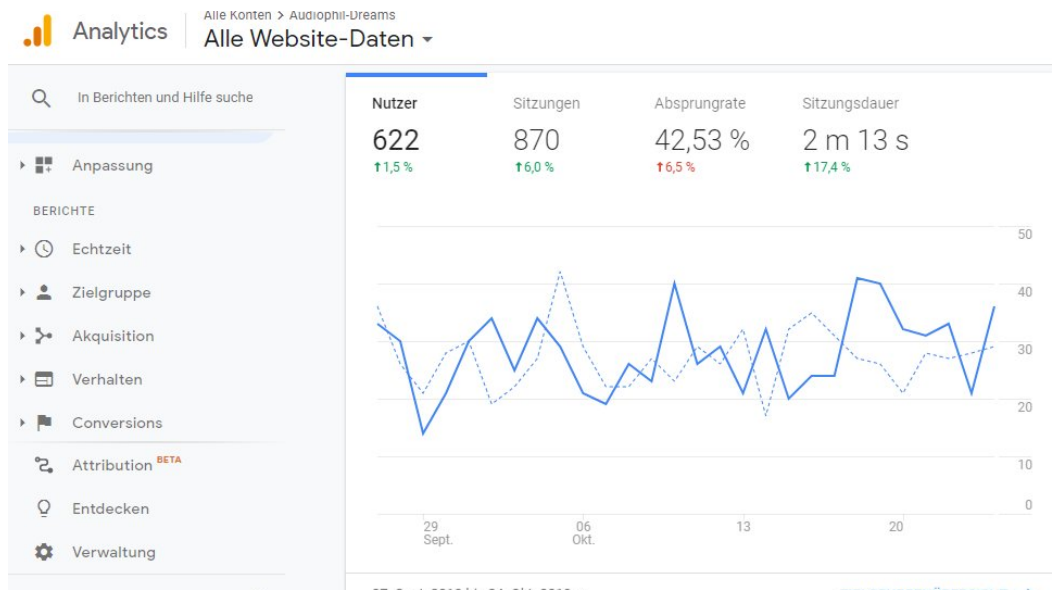 Alle Konten > Audiophil-Dreams
Analytics
Alle Website-Daten
In Berichten und Hilfe suche
Anpassung
BERICHTE
Echtzeit
Zielgruppe
Akquisition
Verhalten
Conversions
Attribution BETA
Entdecken
Verwaltung
Nutzer Sitzungen Absprungrate Sitzungsdauer
622 870 42,53 % 2 m 13 s
1,5 % 6,0 % 6,5 % 17,4 %
50
40
30
20
10
0
29 06 13 20
Sept. Okt.